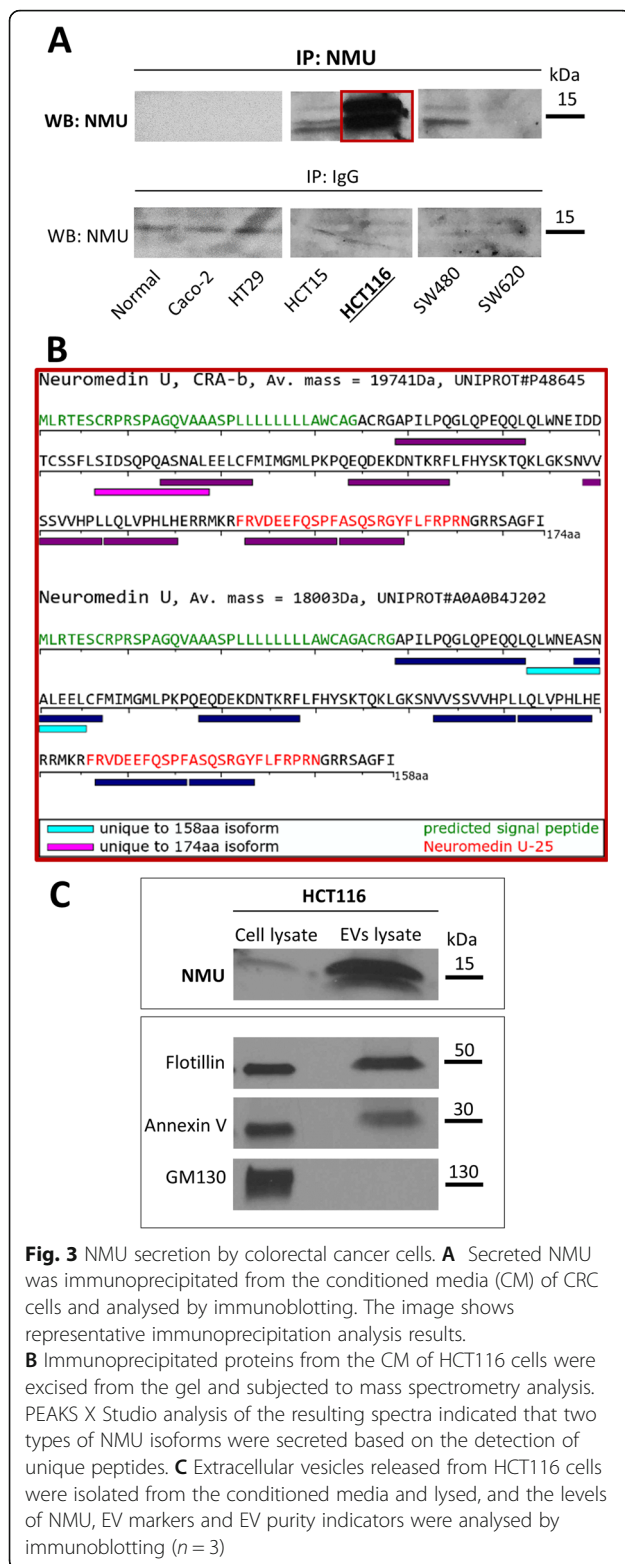 A
IP: NMU
kDa
WB: NMU
15
IP: IgG
WB: NMU
15
Normal
Caco-2
HT29
HCT15
HCT116
SW480
SW620
B
Neuromedin U, CRA-b, Av. mass = 19741Da, UNIPROT#P48645
MLRTESCRPRSPAGQVAAASPLLLLLLLLAWCAGACRGAPILPQGLQPEQQLQLWNEIDD
TCSSFLSIDSQPQASNALEELCFMIMGMLPKPQEQDEKDNTKRFLFHYSKTQKLGKSNVV
SSVVHPLLQLVPHLHERRMKRFRVDEEFQSPFASQSRGYFLFRPRNGRRSAGFI
174aa
Neuromedin U, Av. mass = 18003Da, UNIPROT#A0A0B4J202
MLRTESCRPRSPAGQVAAASPLLLLLLLLAWCAGACRGAPILPQGLQPEQQLQLWNEASN
ALEELCFMIMGMLPKPQEQDEKDNTKRFLFHYSKTQKLGKSNVVSSVVHPLLQLVPHLHE
RRMKRFRVDEEFQSPFASQSRGYFLFRPRNGRRSAGFI
158aa
unique to 158aa isoform predicted signal peptide
unique to 174aa isoform Neuromedin U-25
C
HCT116
Cell lysate EVs lysate kDa
NMU 15
Flotillin 50
Annexin V 30
GM130 130
Fig. 3 NMU secretion by colorectal cancer cells. A Secreted NMU
was immunoprecipitated from the conditioned media (CM) of CRC
cells and analysed by immunoblotting. The image shows
representative immunoprecipitation analysis results.
B Immunoprecipitated proteins from the CM of HCT116 cells were
excised from the gel and subjected to mass spectrometry analysis.
PEAKS X Studio analysis of the resulting spectra indicated that two
types of NMU isoforms were secreted based on the detection of
unique peptides. C Extracellular vesicles released from HCT116 cells
were isolated from the conditioned media and lysed, and the levels
of NMU, EV markers and EV purity indicators were analysed by
immunoblotting (n = 3)